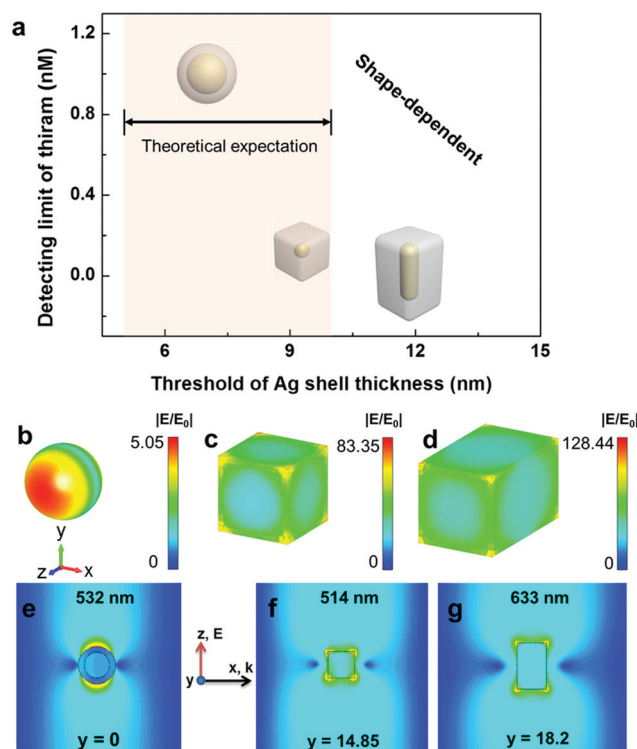 a
Detecting limit of thiram (nM)
1.2
0.8
0.4
0.0
Theoretical expectation
Shape-dependent
6
9
12
15
Threshold of Ag shell thickness (nm)
b
|E/E₀|
5.05
0
c
|E/E₀|
83.35
0
d
|E/E₀|
128.44
0
y
z
x
e
532 nm
y = 0
z, E
y
x, k
f
514 nm
y = 14.85
g
633 nm
y = 18.2